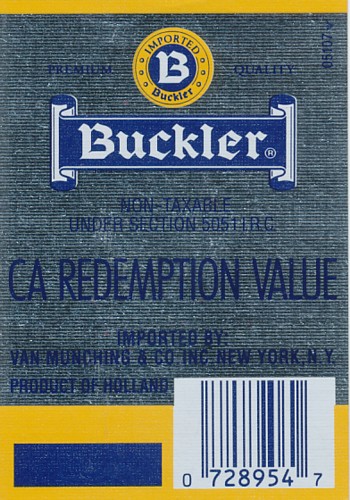 IMPORTED
B
Buckler
PREMIUM QUALITY
Buckler®
NON-TAXABLE
UNDER SECTION 5051 I.R.C.
CA REDEMPTION VALUE
IMPORTED BY:
VAN MUNCHING & CO. INC. NEW YORK, N.Y.
PRODUCT OF HOLLAND
0 728954 7